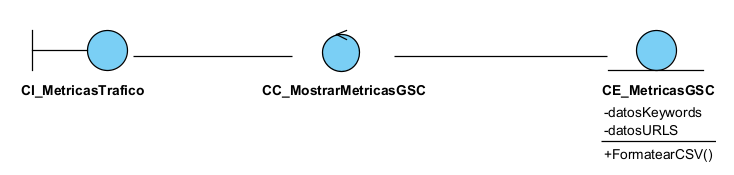 CI_MetricasTrafico
CC_MostrarMetricasGSC
CE_MetricasGSC
-datosKeywords
-datosURLS
+FormatearCSV()